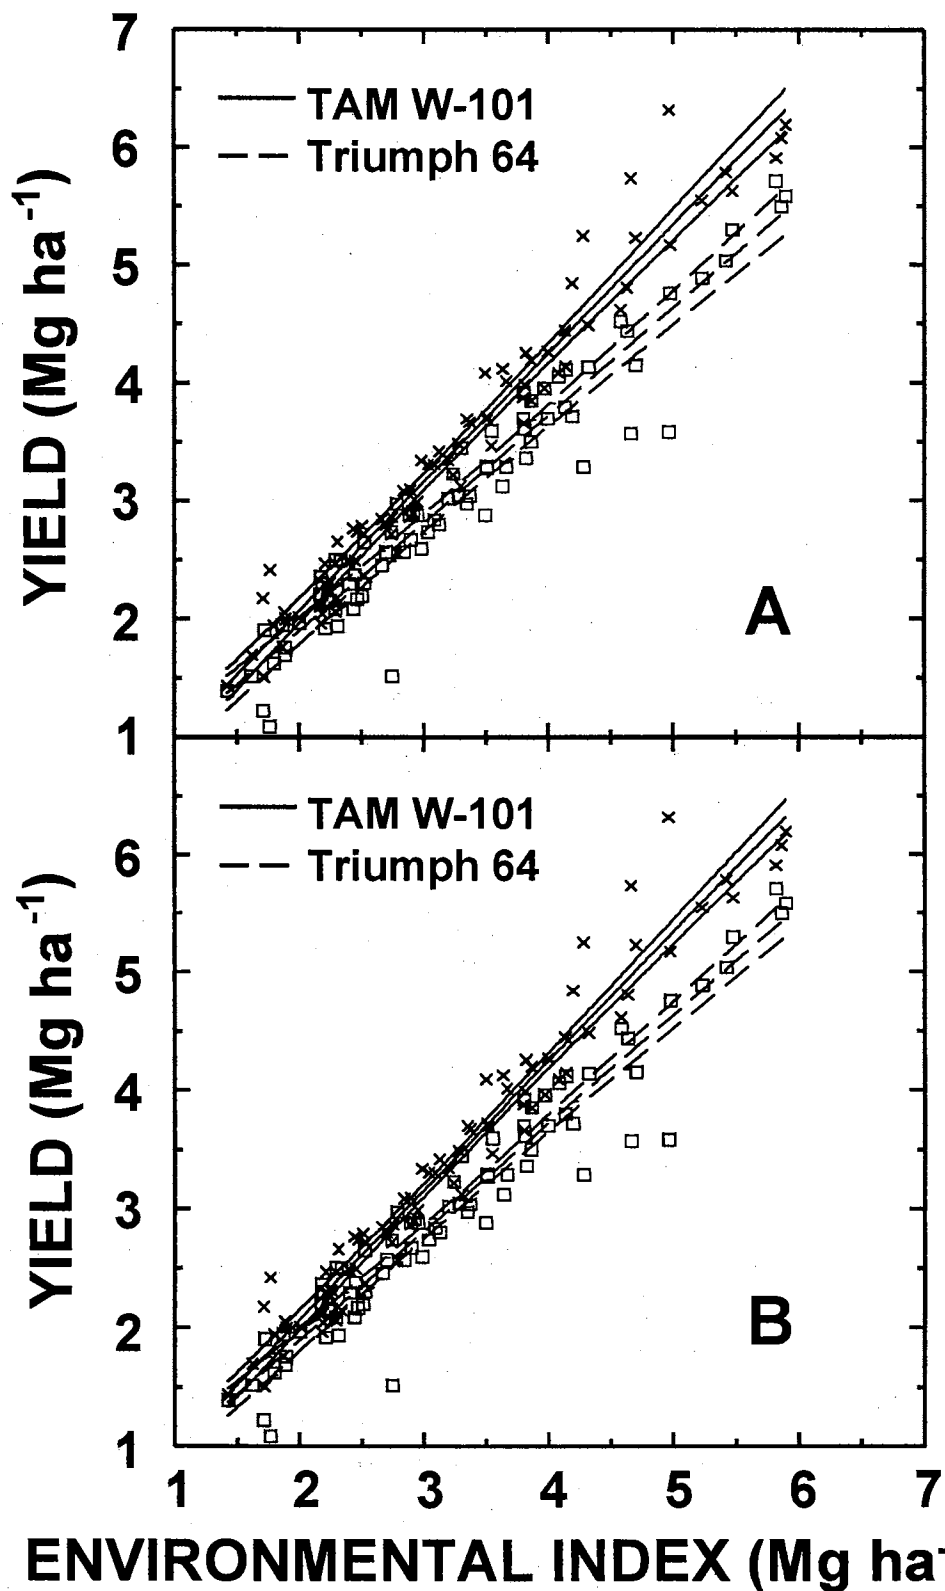 7
6
5
4
3
2
1
YIELD (Mg ha⁻¹)
TAM W-101
Triumph 64
A
6
5
4
3
2
1
YIELD (Mg ha⁻¹)
TAM W-101
Triumph 64
B
1 2 3 4 5 6 7
ENVIRONMENTAL INDEX (Mg ha⁻